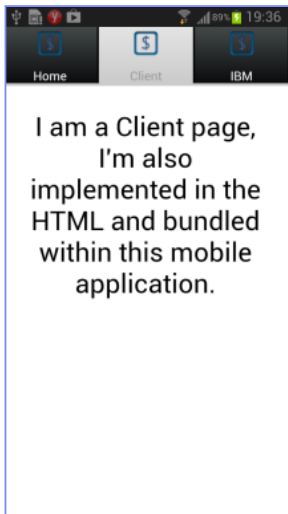 89% 19:36
Home Client IBM
I am a Client page,
I'm also
implemented in the
HTML and bundled
within this mobile
application.